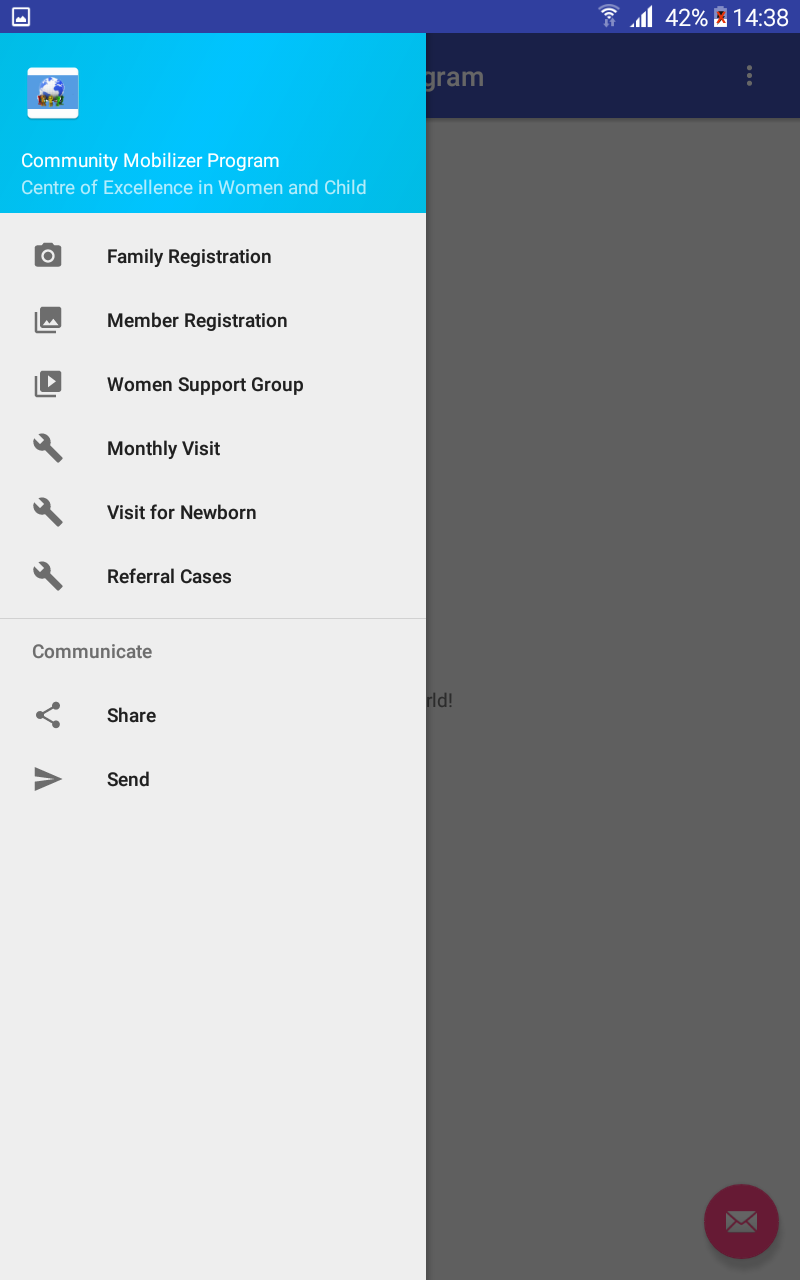 42% 14:38
gram
Community Mobilizer Program
Centre of Excellence in Women and Child
Family Registration
Member Registration
Women Support Group
Monthly Visit
Visit for Newborn
Referral Cases
Communicate
rld!
Share
Send